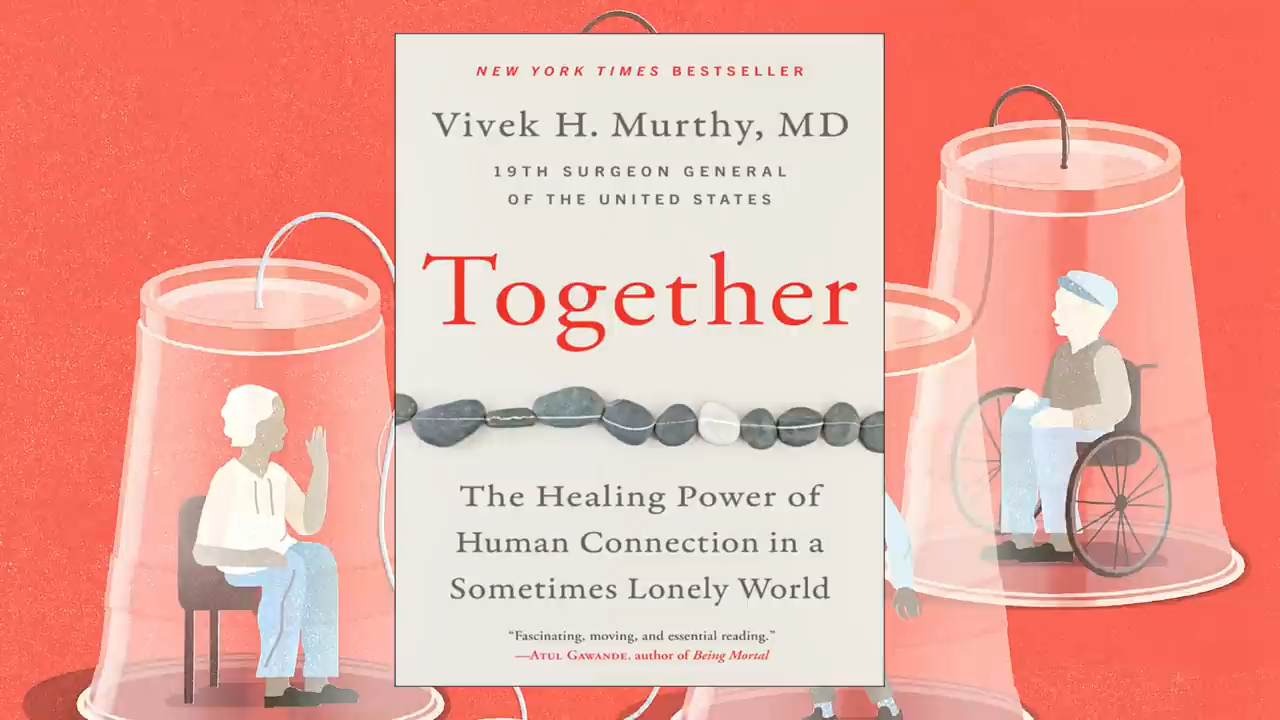 NEW YORK TIMES BESTSELLER
Vivek H. Murthy, MD
19TH SURGEON GENERAL
OF THE UNITED STATES
Together
The Healing Power of
Human Connection in a
Sometimes Lonely World
“Fascinating, moving, and essential reading.”
—ATUL GAWANDE, author of Being Mortal